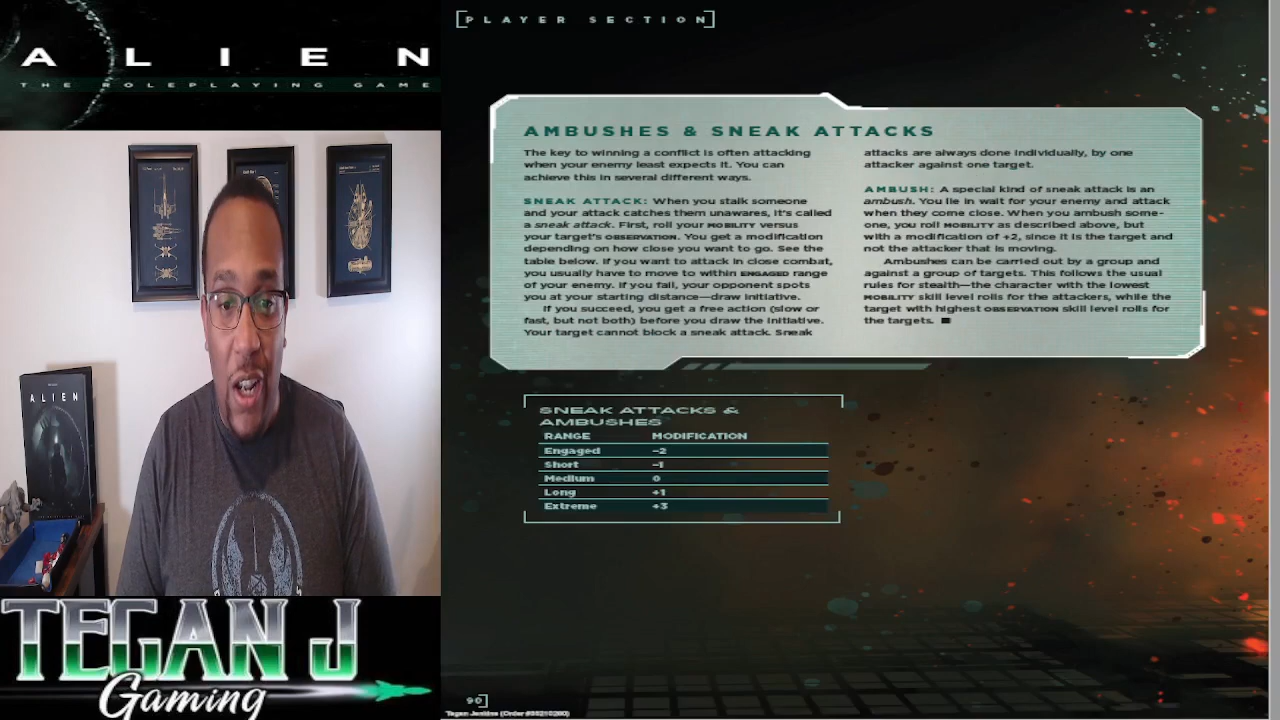 ALIEN
THE ROLEPLAYING GAME
ALIEN
TEGAN J
Gaming
[PLAYER SECTION]
AMBUSHES & SNEAK ATTACKS
The key to winning a conflict is often attacking
when your enemy least expects it. You can
achieve this in several different ways.
SNEAK ATTACK: When you stalk someone
and your attack catches them unawares, it's called
a sneak attack. First, roll your MOBILITY versus
your target's OBSERVATION. You get a modification
depending on how close you want to go. See the
table below. If you want to attack in close combat,
you usually have to move to within ENGAGED range
of your enemy. If you fail, your opponent spots
you at your starting distance—draw initiative.
If you succeed, you get a free action (slow or
fast, but not both) before you draw the initiative.
Your target cannot block a sneak attack. Sneak
attacks are always done individually, by one
attacker against one target.
AMBUSH: A special kind of sneak attack is an
ambush. You lie in wait for your enemy and attack
when they come close. When you ambush some-
one, you roll MOBILITY as described above, but
with a modification of +2, since it is the target and
not the attacker that is moving.
Ambushes can be carried out by a group and
against a group of targets. This follows the usual
rules for stealth—the character with the lowest
MOBILITY skill level rolls for the attackers, while the
target with highest OBSERVATION skill level rolls for
the targets.
SNEAK ATTACKS &
AMBUSHES
RANGE MODIFICATION
Engaged -2
Short -1
Medium 0
Long +1
Extreme +3
90]